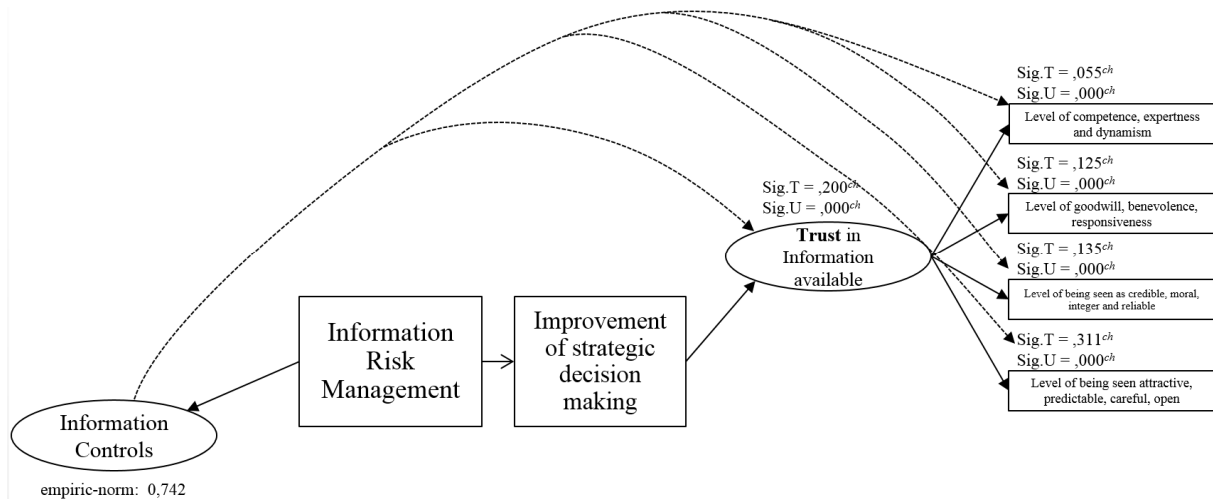 Sig.T = ,055ch
Sig.U = ,000ch
Level of competence, expertness
and dynamism
Sig.T = ,125ch
Sig.U = ,000ch
Level of goodwill, benevolence,
responsiveness
Sig.T = ,200ch
Sig.U = ,000ch
Trust in
Information
available
Sig.T = ,135ch
Sig.U = ,000ch
Level of being seen as credible, moral,
integer and reliable
Sig.T = ,311ch
Sig.U = ,000ch
Level of being seen attractive,
predictable, careful, open
Information
Risk
Management
Improvement
of strategic
decision
making
Information
Controls
empiric-norm: 0,742